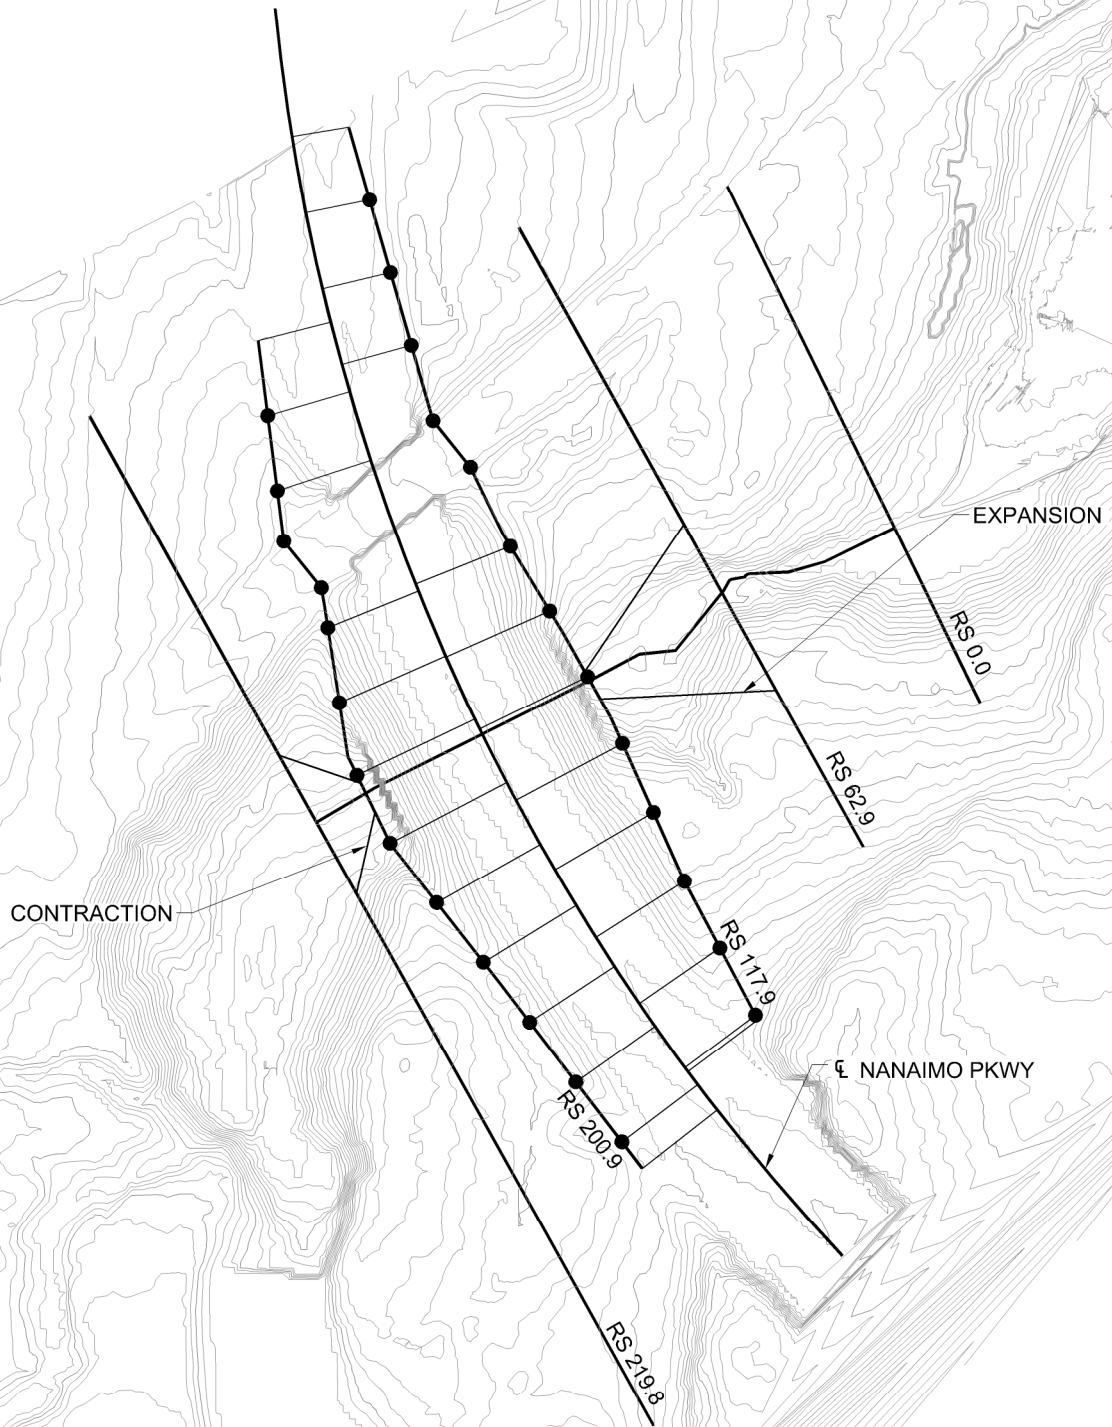 EXPANSION
RS 0.0
RS 62.9
CONTRACTION
RS 117.9
℄ NANAIMO PKWY
RS 200.9
RS 219.8